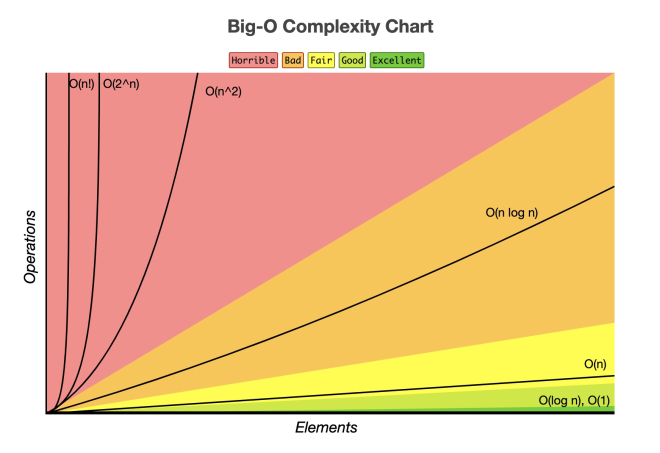 Big-O Complexity Chart
Horrible Bad Fair Good Excellent
O(n!) O(2^n)
O(n^2)
O(n log n)
O(n)
O(log n), O(1)
Operations
Elements